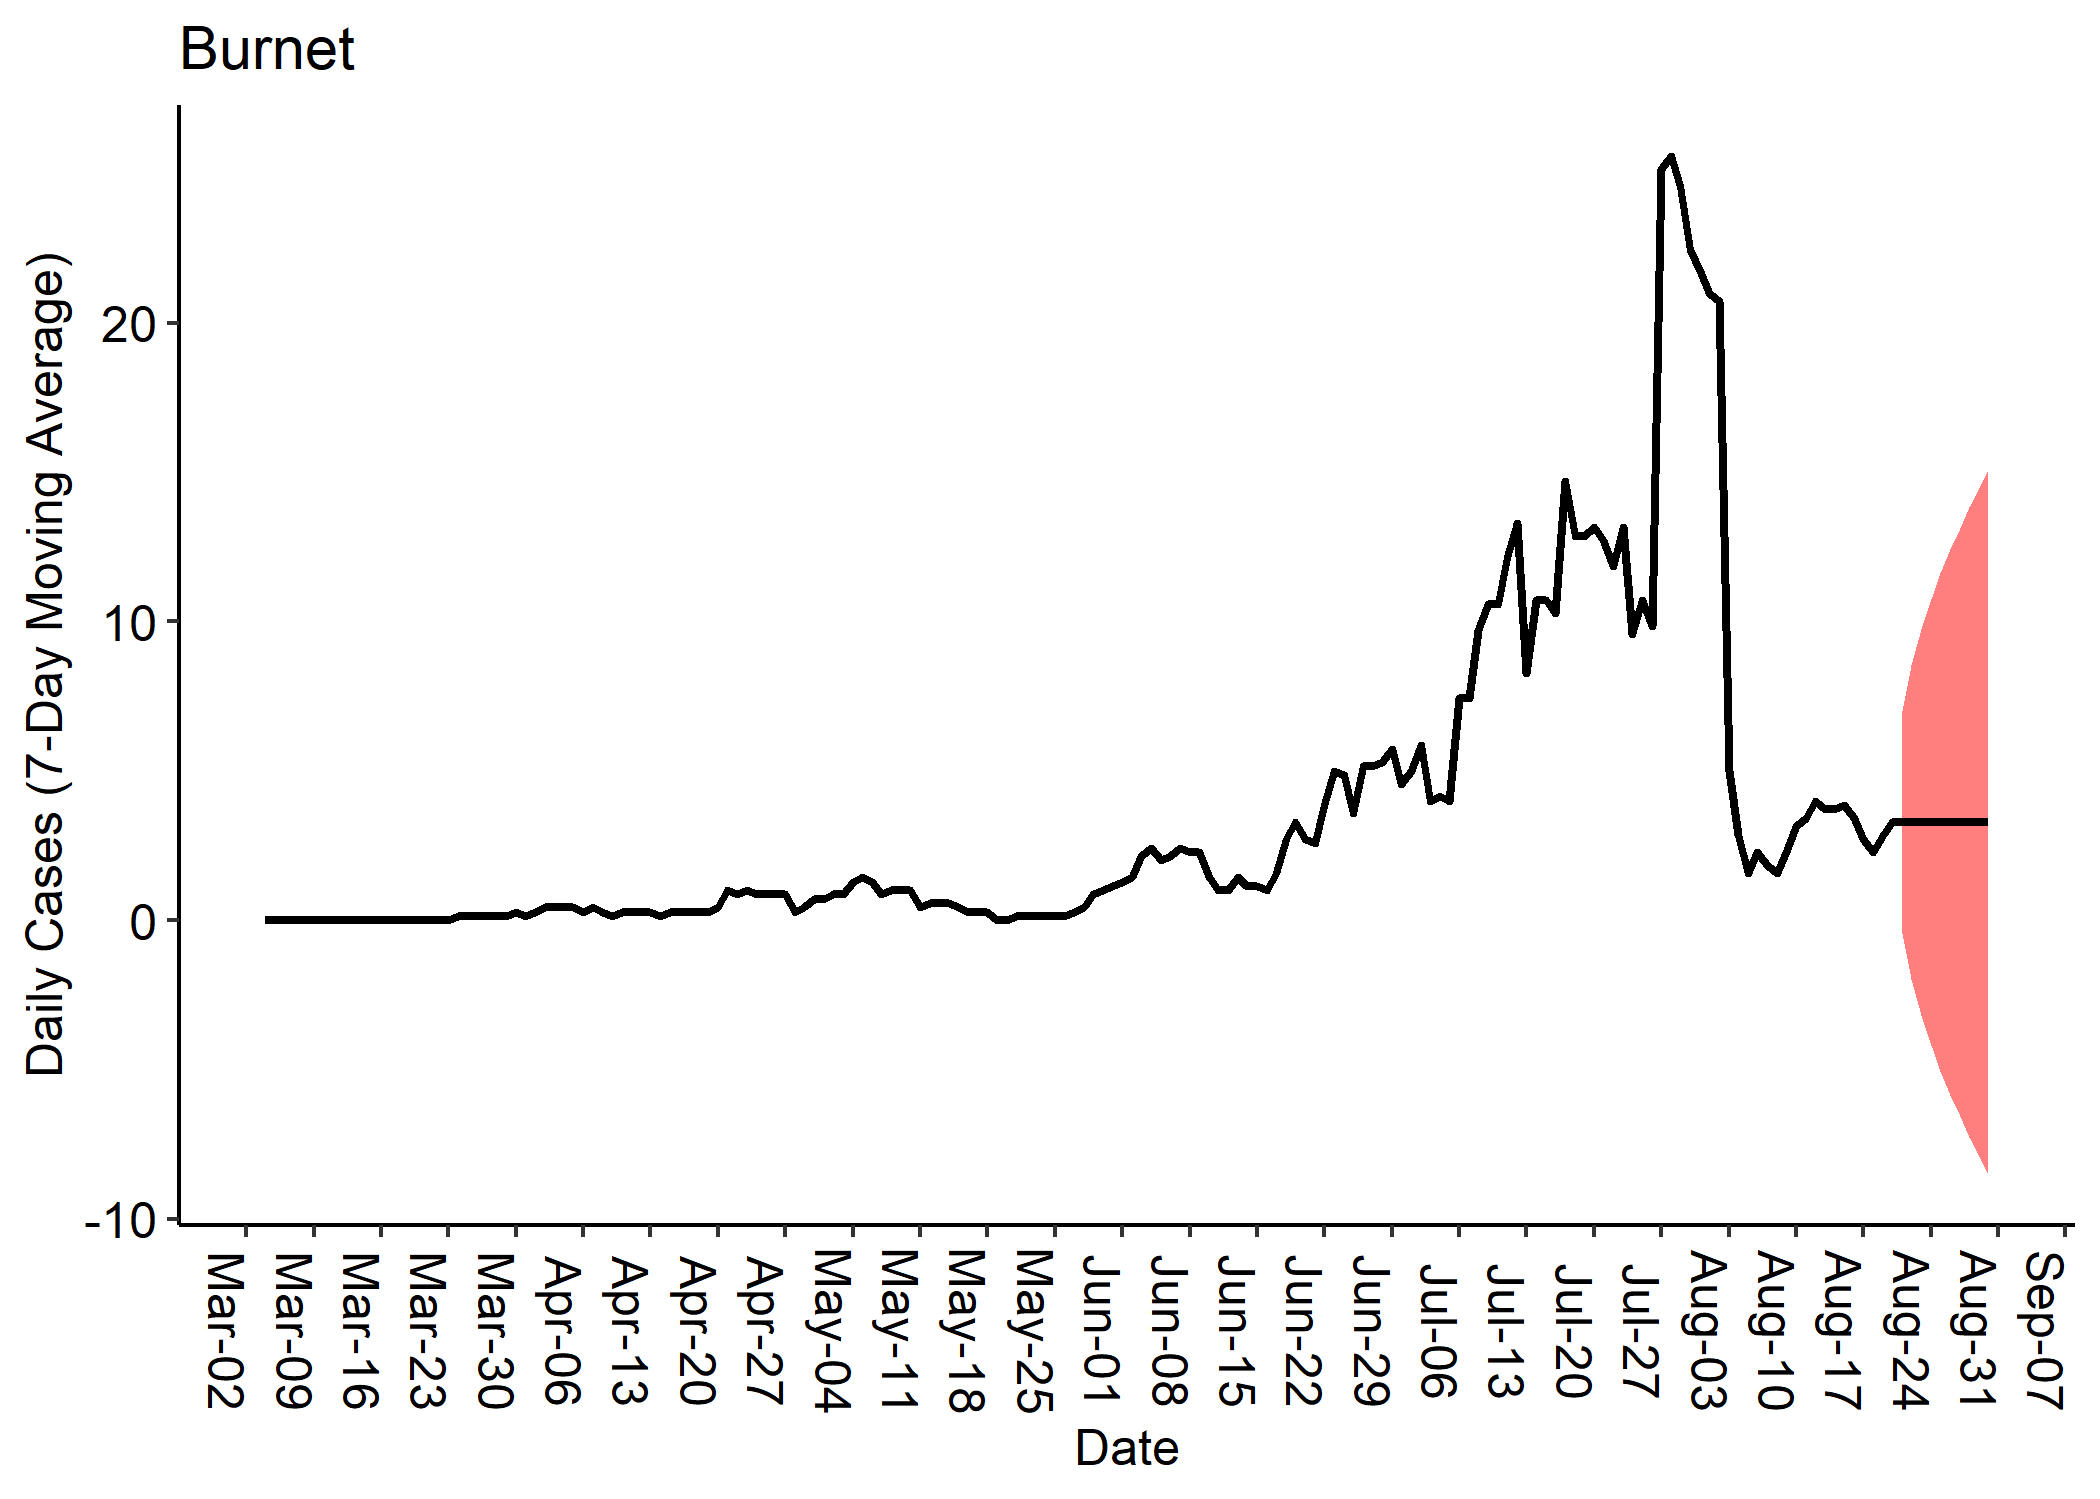 Burnet
Daily Cases (7-Day Moving Average)
20
10
0
-10
Mar-02
Mar-09
Mar-16
Mar-23
Mar-30
Apr-06
Apr-13
Apr-20
Apr-27
May-04
May-11
May-18
May-25
Jun-01
Jun-08
Jun-15
Jun-22
Jun-29
Jul-06
Jul-13
Jul-20
Jul-27
Aug-03
Aug-10
Aug-17
Aug-24
Aug-31
Sep-07
Date